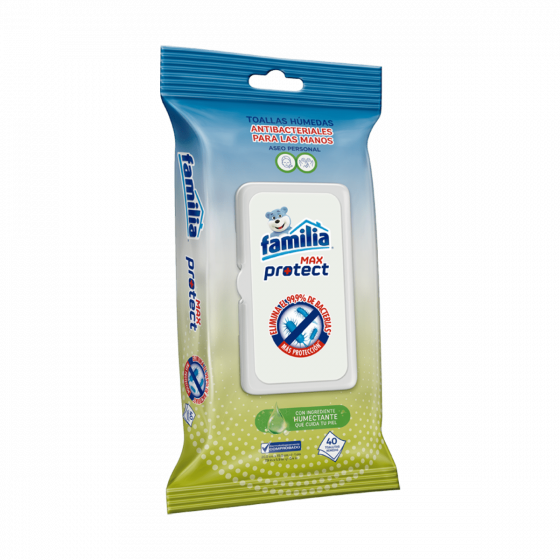 TOALLAS HÚMEDAS
ANTIBACTERIALES
PARA LAS MANOS
ASEO PERSONAL
familia
MAX
protect
ELIMINA EL 99,9% DE BACTERIAS
MÁS PROTECCIÓN
CON INGREDIENTE
HUMECTANTE
QUE CUIDA TU PIEL
COMPROBADO
40
familia
MAX
protect